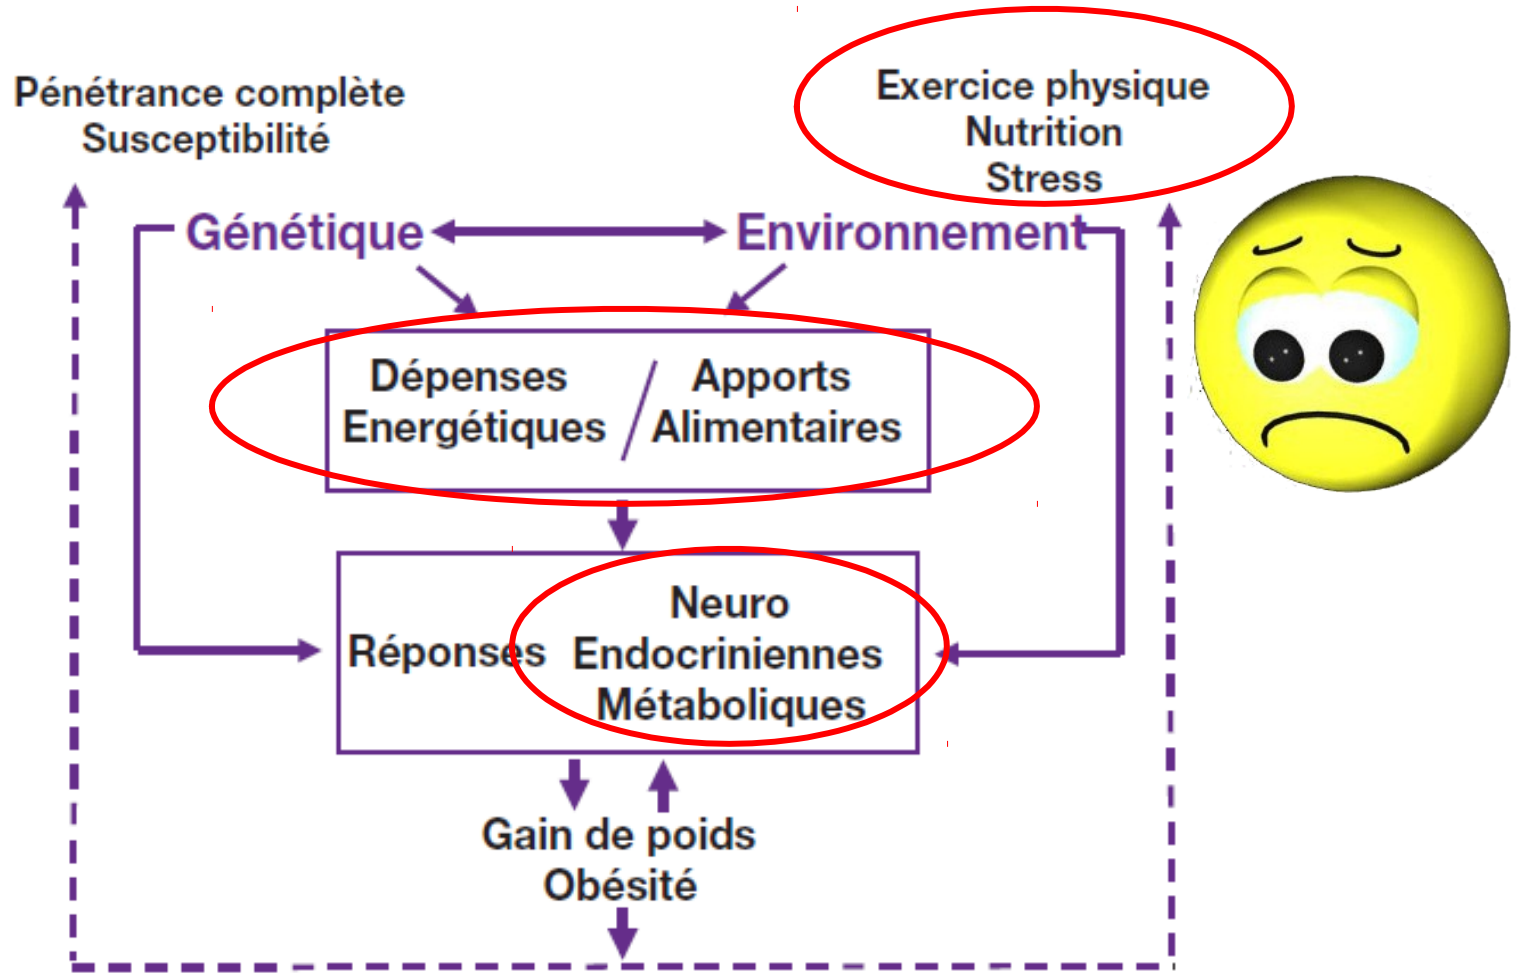 Pénétrance complète
Susceptibilité
Exercice physique
Nutrition
Stress
Génétique
Environnement
Dépenses
Energétiques
/
Apports
Alimentaires
Réponses
Neuro
Endocriniennes
Métaboliques
Gain de poids
Obésité